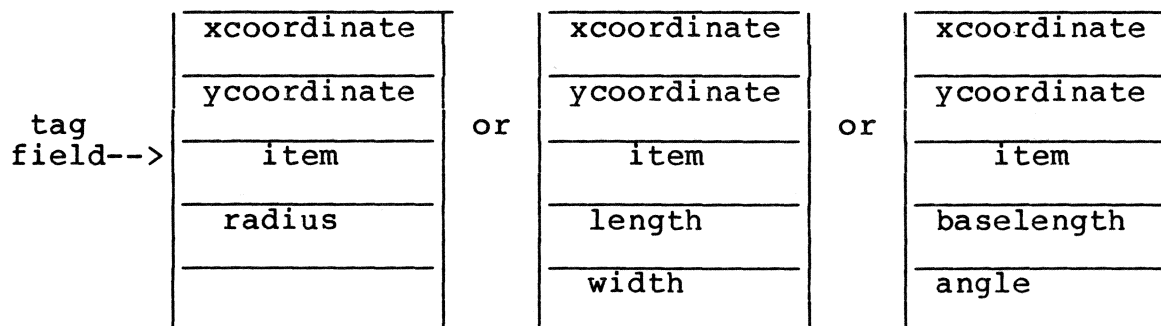 xcoordinate xcoordinate xcoordinate
ycoordinate ycoordinate ycoordinate
tag or or
field--> item item item
radius length baselength
width angle